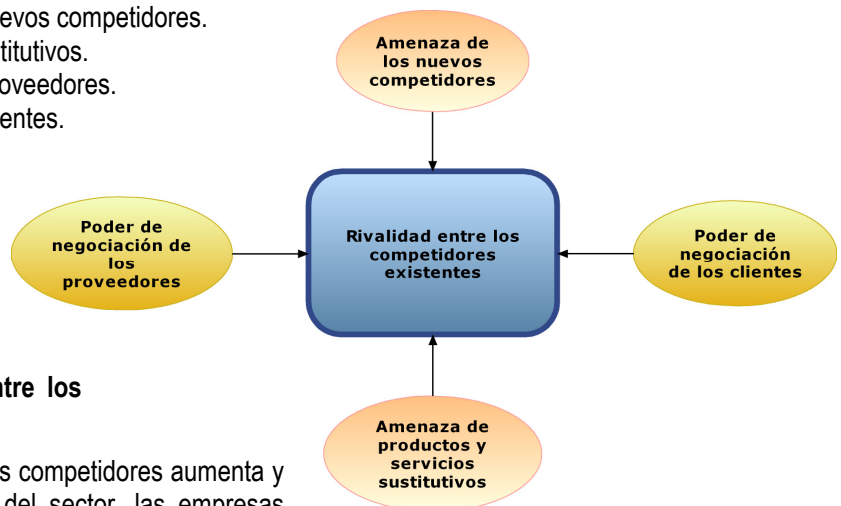 evos competidores.
titutivos.
oveedores.
entes.
Amenaza de
los nuevos
competidores
Poder de
negociación de
los
proveedores
Rivalidad entre los
competidores
existentes
Poder de
negociación
de los clientes
ntre los
Amenaza de
productos y
servicios
sustitutivos
s competidores aumenta y
del sector, las empresas